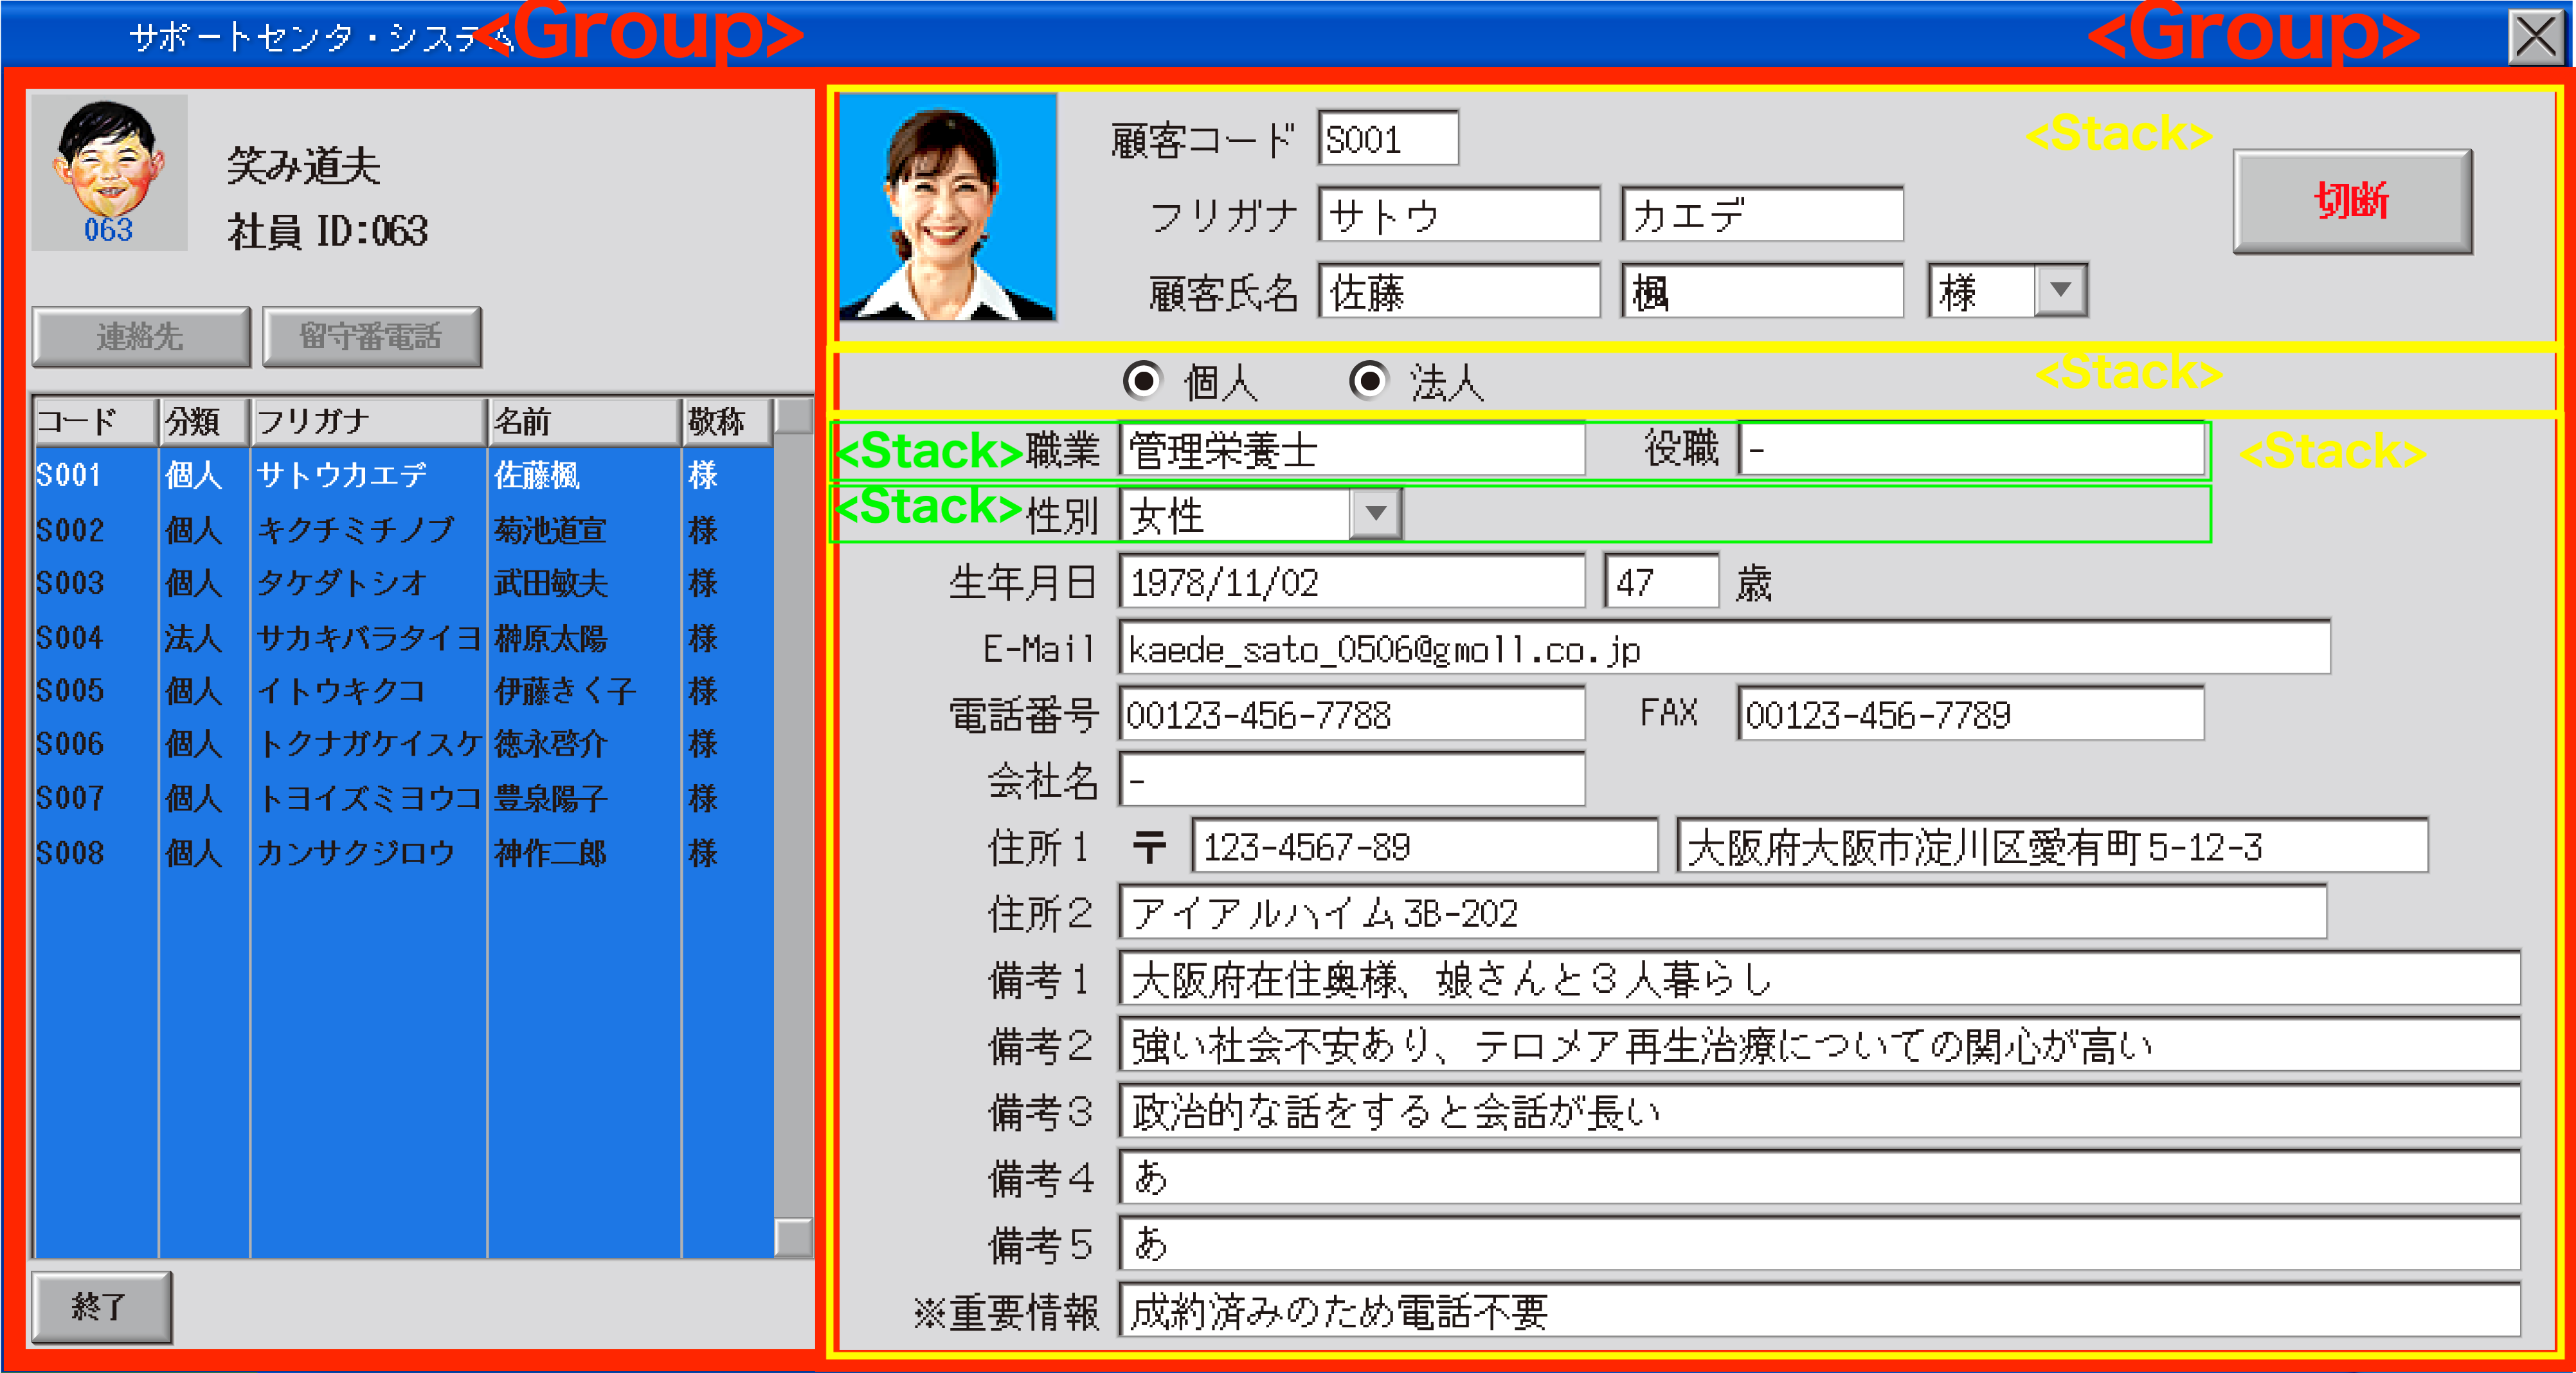 サポートセンタ・システム
<Group>
<Group>
063
笑み道夫
社員 ID:063
連絡先
留守番電話
コード 分類 フリガナ 名前 敬称
S001 個人 サトウカエデ 佐藤楓 様
S002 個人 キクチミチノブ 菊池道宣 様
S003 個人 タケダトシオ 武田敏夫 様
S004 法人 サカキバラタイヨ 榊原太陽 様
S005 個人 イトウキクコ 伊藤きく子 様
S006 個人 トクナガケイスケ 徳永啓介 様
S007 個人 トヨイズミヨウコ 豊泉陽子 様
S008 個人 カンサクジロウ 神作二郎 様
終了
顧客コード S001
<Stack>
切断
フリガナ サトウ カエデ
顧客氏名 佐藤 楓 様
個人 法人
<Stack>
<Stack> 職業 管理栄養士 役職 -
<Stack>
<Stack> 性別 女性
生年月日 1978/11/02 47 歳
E-Mail kaede_sato_0506@gmoll.co.jp
電話番号 00123-456-7788 FAX 00123-456-7789
会社名 -
住所1 〒 123-4567-89 大阪府大阪市淀川区愛有町5-12-3
住所2 アイアルハイム3B-202
備考1 大阪府在住奥様、娘さんと3人暮らし
備考2 強い社会不安あり、テロメア再生治療についての関心が高い
備考3 政治的な話をすると会話が長い
備考4 あ
備考5 あ
※重要情報 成約済みのため電話不要